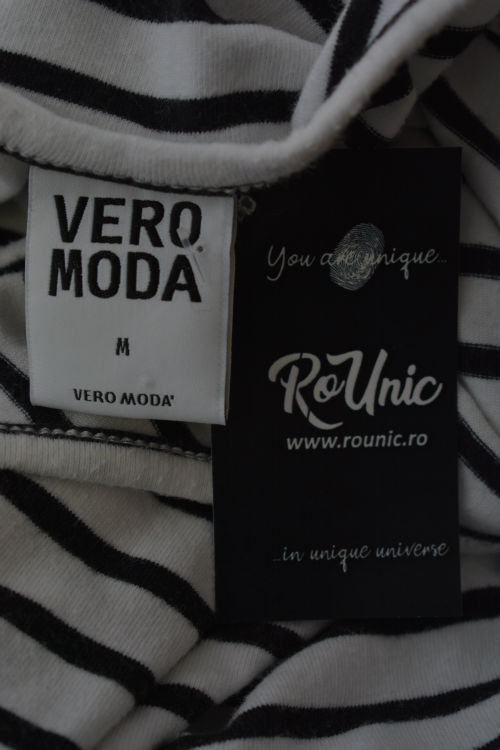 VERO
MODA
M
VERO MODA
You are unique...
RoUnic
www.rounic.ro
...in unique universe